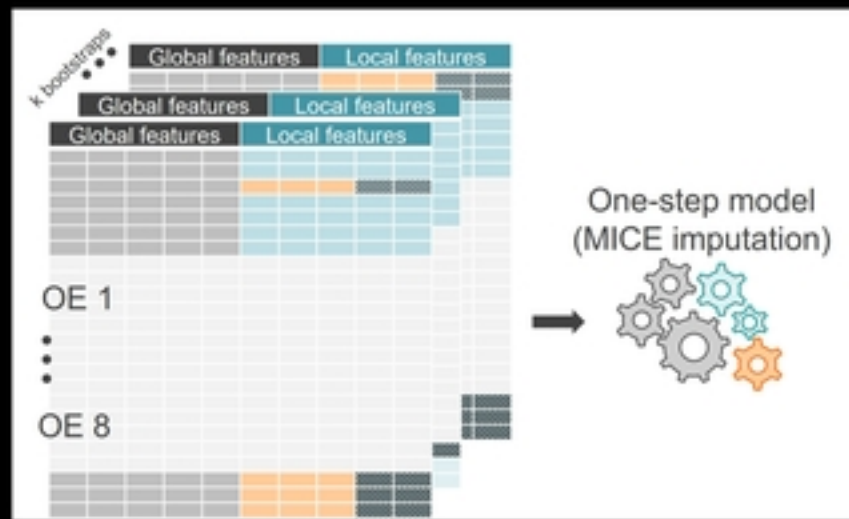 k bootstraps
Global features Local features
Global features Local features
Global features Local features
OE 1
OE 8
One-step model
(MICE imputation)